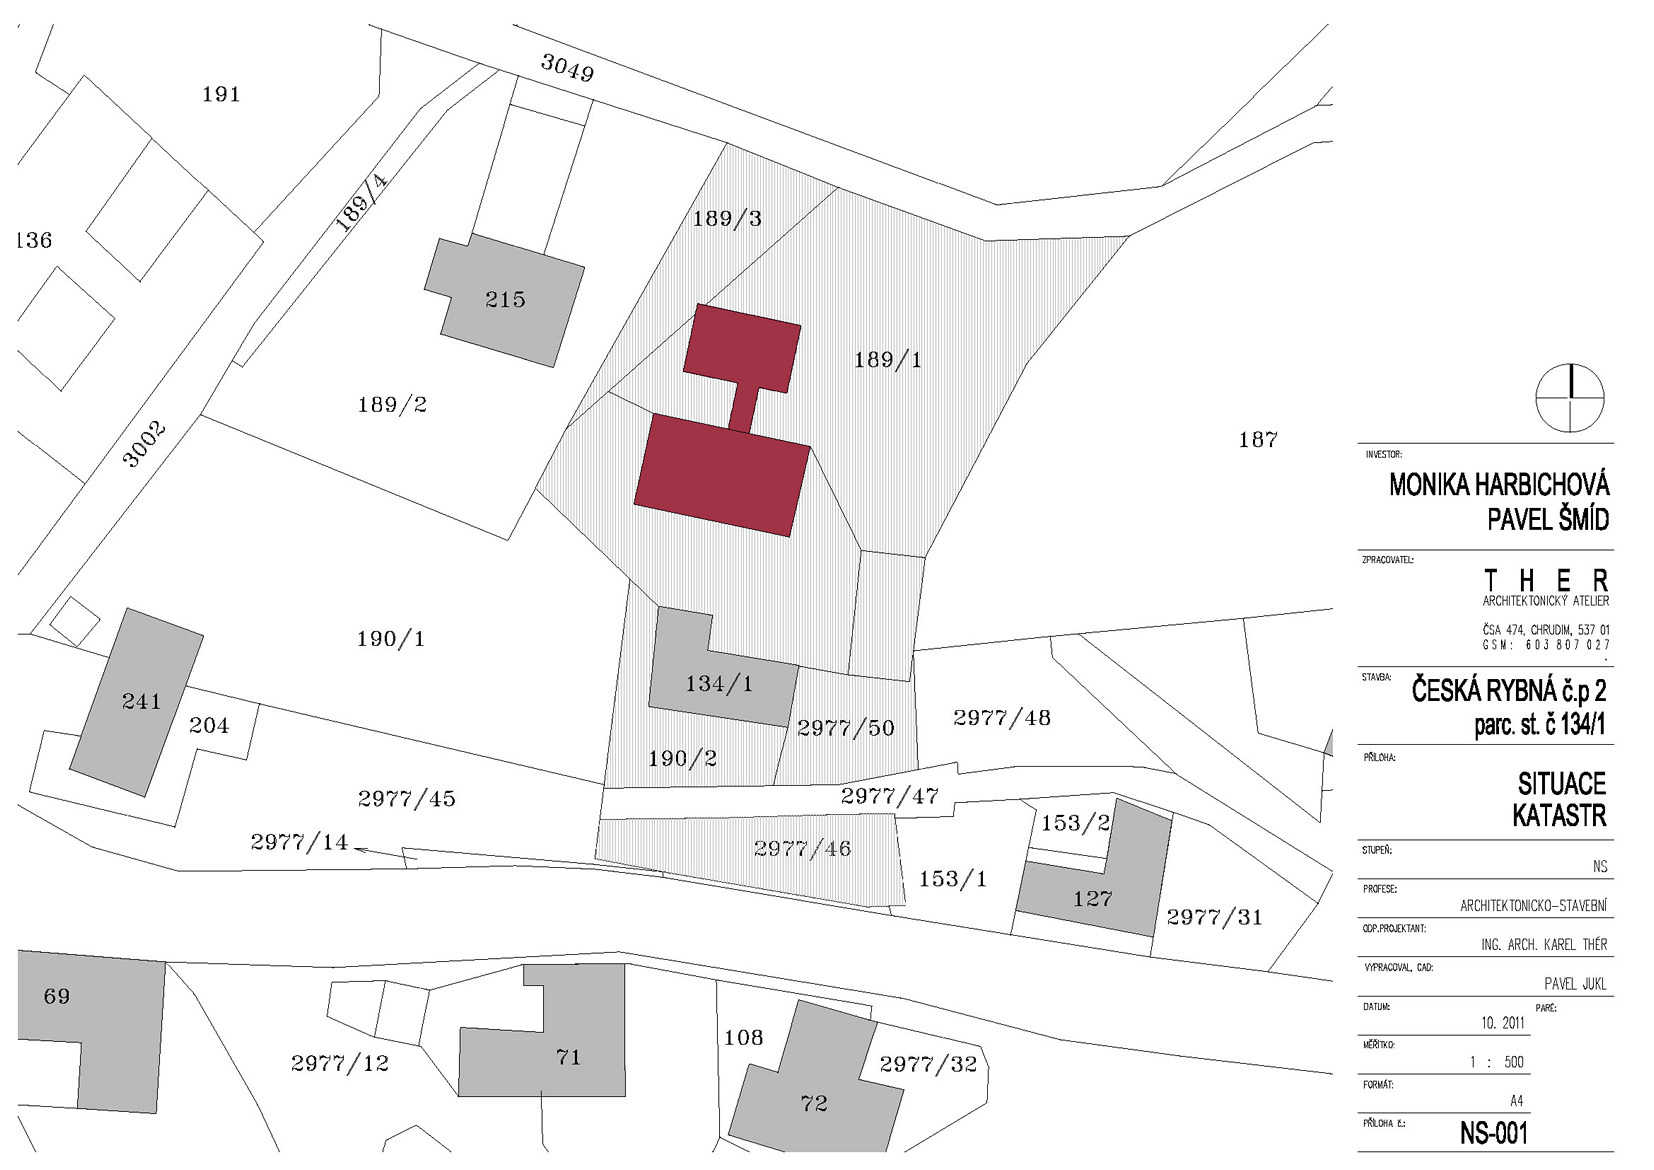 3049
191
189/4
189/3
136
215
189/1
189/2
3002
187
190/1
134/1
241
204
2977/50
2977/48
190/2
2977/45
2977/47
2977/14
2977/46
153/2
153/1
127
2977/31
69
71
2977/12
108
2977/32
72
INVESTOR:
MONIKA HARBICHOVÁ
PAVEL ŠMÍD
ZPRACOVATEL:
T H E R
ARCHITEKTONICKÝ ATELIER
ČSA 474, CHRUDIM, 537 01
GSM: 603 807 027
STAVBA:
ČESKÁ RYBNÁ č.p 2
parc. st. č 134/1
PŘÍLOHA:
SITUACE
KATASTR
STUPEŇ:
NS
PROFESE:
ARCHITEKTONICKO-STAVEBNÍ
ODP.PROJEKTANT:
ING. ARCH. KAREL THÉR
VYPRACOVAL, CAD:
PAVEL JUKL
DATUM: PARÉ:
10. 2011
MĚŘÍTKO:
1 : 500
FORMÁT:
A4
PŘÍLOHA č.:
NS-001